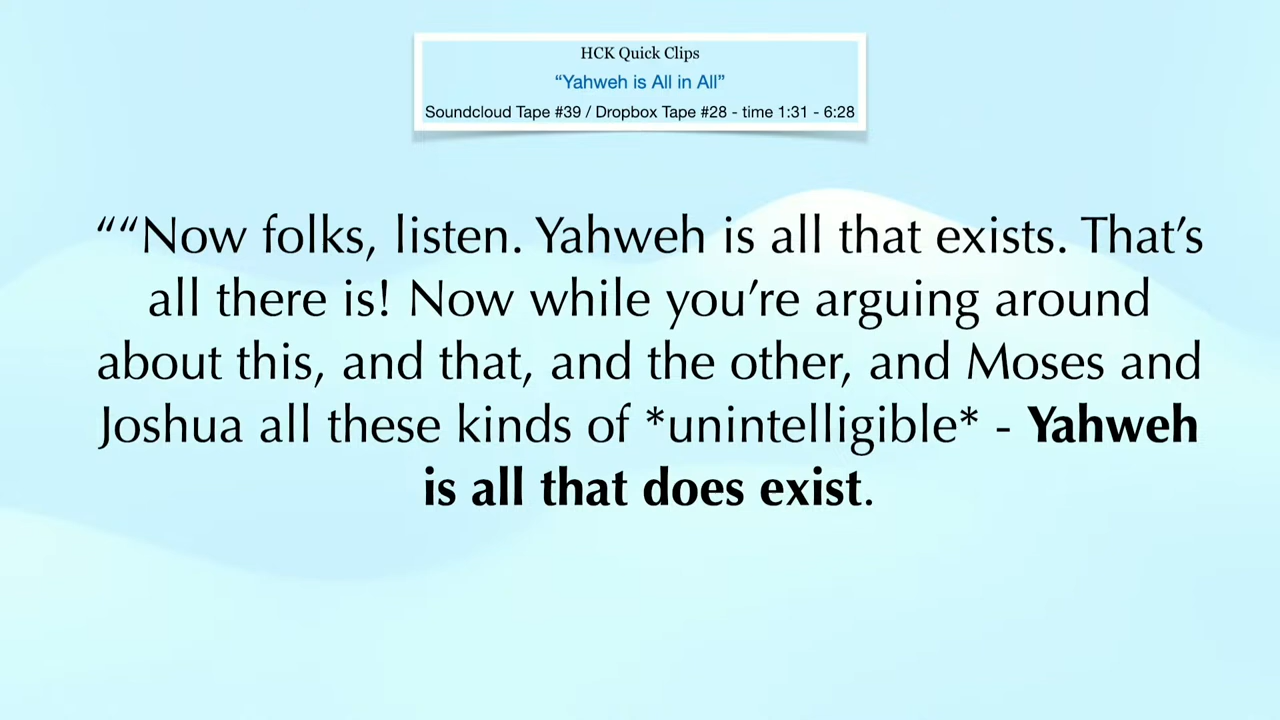 HCK Quick Clips
“Yahweh is All in All”
Soundcloud Tape #39 / Dropbox Tape #28 - time 1:31 - 6:28
““Now folks, listen. Yahweh is all that exists. That’s
all there is! Now while you’re arguing around
about this, and that, and the other, and Moses and
Joshua all these kinds of *unintelligible* - Yahweh
is all that does exist.